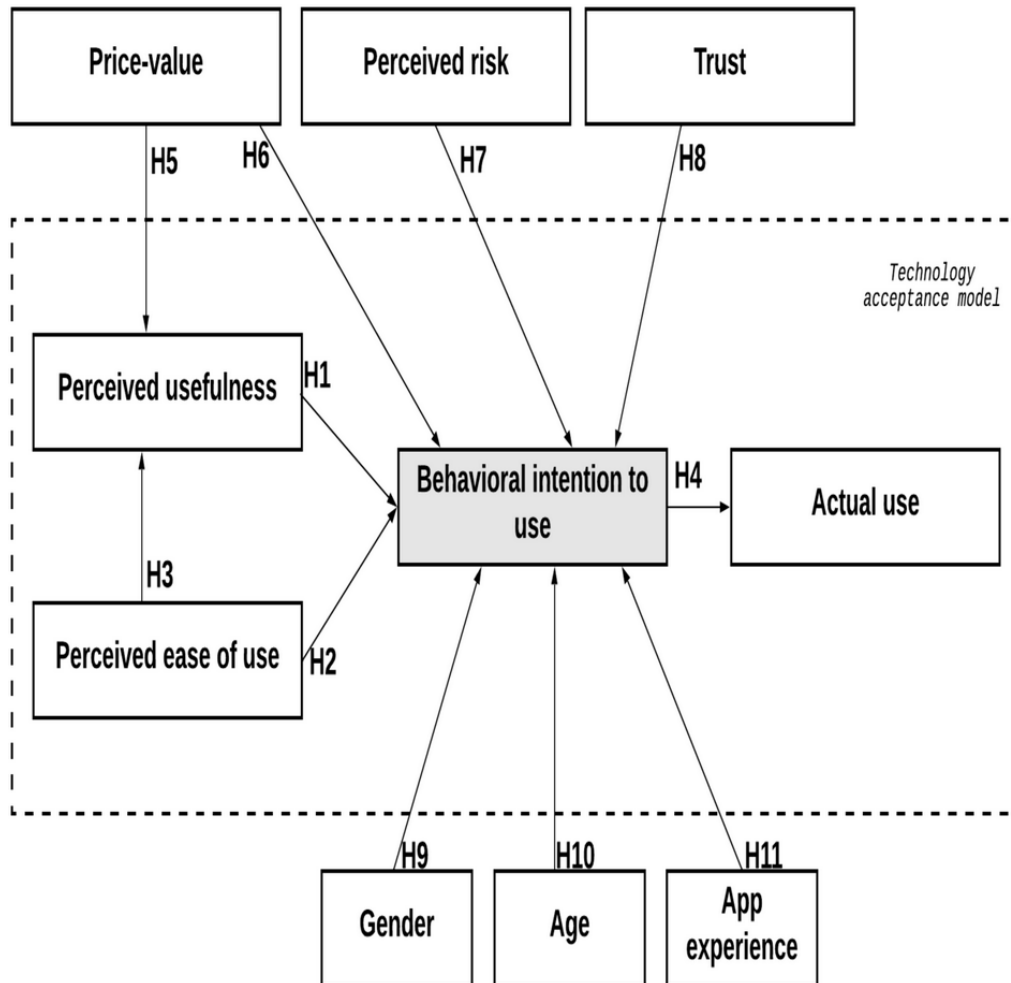 Price-value
Perceived risk
Trust
H5
H6
H7
H8
Technology
acceptance model
Perceived usefulness
H1
Behavioral intention to
use
H4
Actual use
H3
Perceived ease of use
H2
H9
H10
H11
Gender
Age
App
experience